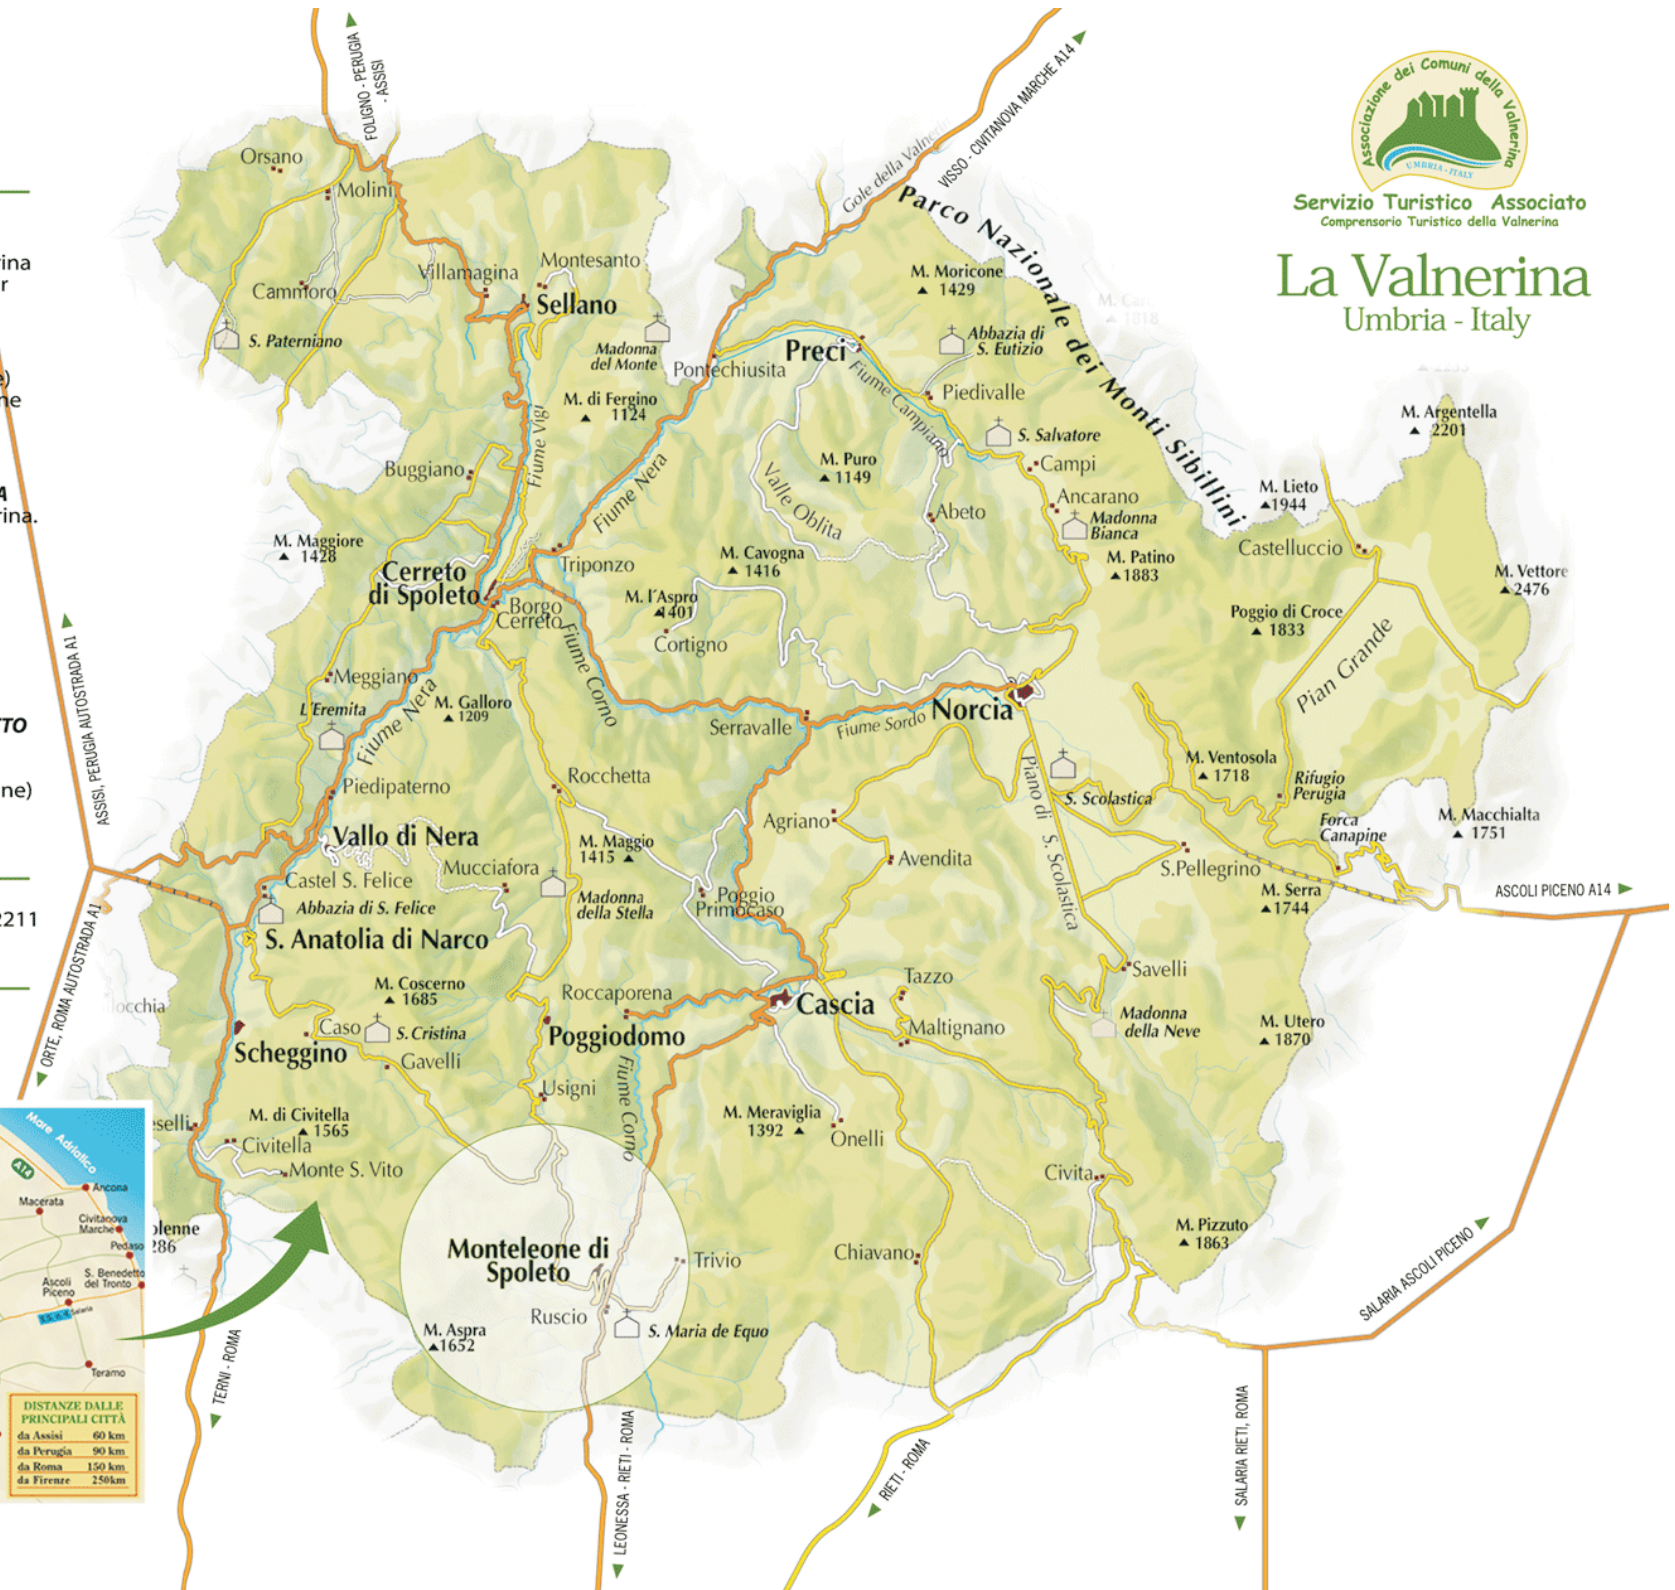 FOLIGNO - PERUGIA
- ASSISI
VISSO - CIVITANOVA MARCHE A14
Associazione dei Comuni della Valnerina
UMBRIA - ITALY
Servizio Turistico Associato
Comprensorio Turistico della Valnerina
La Valnerina
Umbria - Italy
Orsano
Molini
Gole della Valnerina
Parco Nazionale dei Monti Sibillini
Villamagina
Montesanto
Cammoro
Sellano
M. Moricone
1429
S. Paterniano
Madonna
del Monte
Preci
Abbazia di
S. Eutizio
Pontechiusita
Fiume Campiano
Piedivalle
M. di Fergino
1124
Fiume Vigi
M. Argentella
2201
S. Salvatore
Campi
Buggiano
Fiume Nera
M. Puro
1149
Valle Oblita
M. Lieto
1944
Ancarano
Madonna
Bianca
Abeto
M. Maggiore
1428
Castelluccio
M. Cavogna
1416
M. Patino
1883
Triponzo
Cerreto
di Spoleto
M. Vettore
2476
Borgo
Cerreto
M. l'Aspro
1401
Cortigno
Poggio di Croce
1833
Fiume Corno
Pian Grande
Meggiano
L'Eremita
Fiume Nera
M. Galloro
1209
Serravalle
Fiume Sordo
Norcia
ASSISI, PERUGIA AUTOSTRADA A1
Piedipaterno
Rocchetta
Piano di S. Scolastica
S. Scolastica
M. Ventosola
1718
Rifugio
Perugia
Forca
Canapine
M. Macchialta
1751
Vallo di Nera
Agriano
M. Maggio
1415
Avendita
Mucciafora
S.Pellegrino
Castel S. Felice
Abbazia di S. Felice
Madonna
della Stella
Poggio
Primocaso
M. Serra
1744
ASCOLI PICENO A14
S. Anatolia di Narco
ORTE, ROMA AUTOSTRADA A1
M. Coscerno
1685
Roccaporena
Cascia
Tazzo
Savelli
Caso
S. Cristina
Poggiodomo
Maltignano
Madonna
della Neve
M. Utero
1870
Scheggino
Gavelli
Usigni
Fiume Corno
M. di Civitella
1565
M. Meraviglia
1392
Onelli
Civitella
Monte S. Vito
Civita
M. Pizzuto
1863
Monteleone di
Spoleto
Trivio
Chiavano
Ruscio
S. Maria de Equo
M. Aspra
1652
SALARIA ASCOLI PICENO
TERNI - ROMA
LEONESSA - RIETI - ROMA
RIETI - ROMA
SALARIA RIETI, ROMA
Mare Adriatico
A14
Ancona
Macerata
Civitanova
Marche
Pedaso
S. Benedetto
del Tronto
Ascoli
Piceno
Salaria
Teramo
DISTANZE DALLE
PRINCIPALI CITTÀ
da Assisi 60 km
da Perugia 90 km
da Roma 150 km
da Firenze 250km